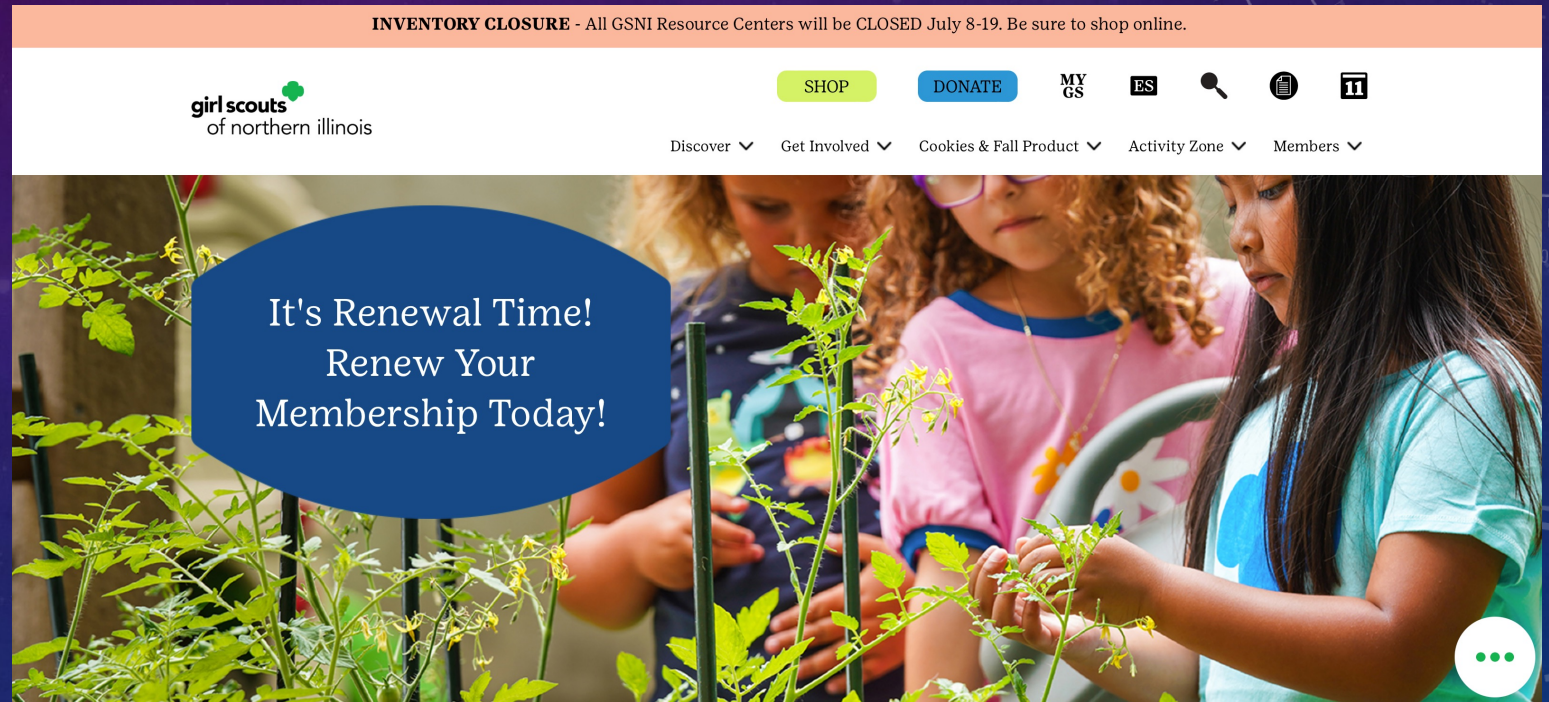 INVENTORY CLOSURE - All GSNI Resource Centers will be CLOSED July 8-19. Be sure to shop online.
girl scouts
of northern illinois
SHOP
DONATE
MY
GS
ES
11
Discover
Get Involved
Cookies & Fall Product
Activity Zone
Members
It's Renewal Time!
Renew Your
Membership Today!